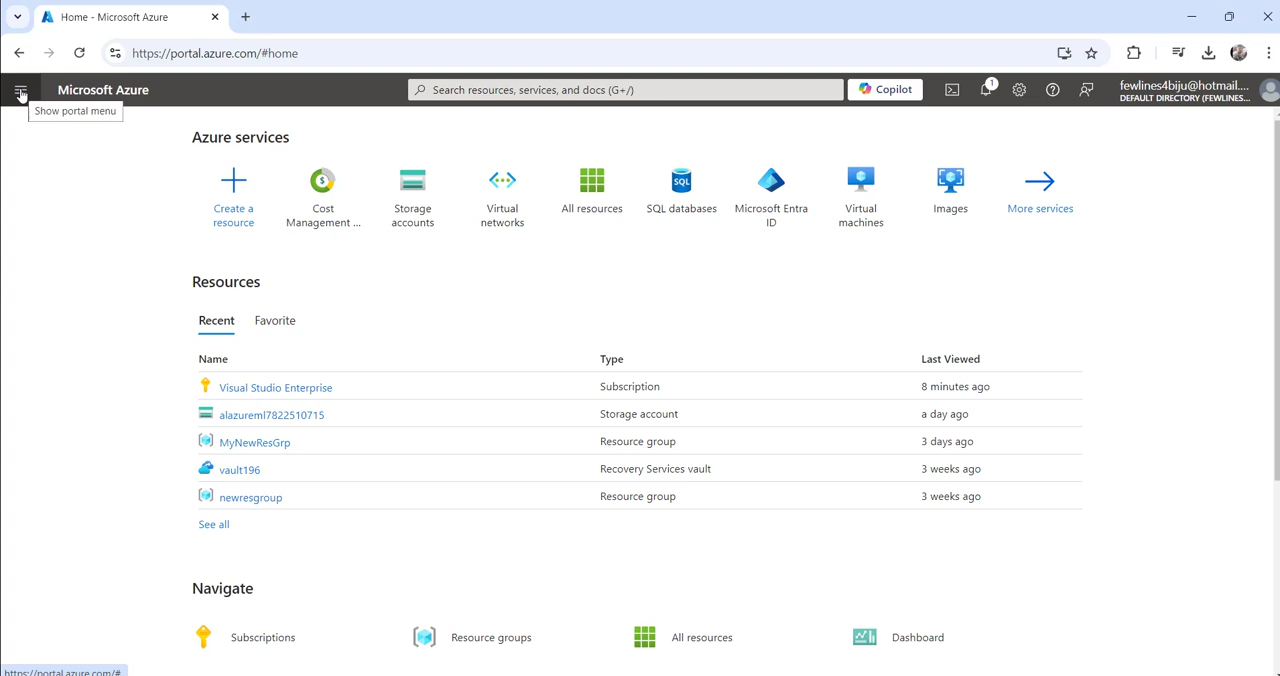 Home - Microsoft Azure
https://portal.azure.com/#home
Microsoft Azure
Search resources, services, and docs (G+/)
Copilot
1
fewlines4biju@hotmail....
DEFAULT DIRECTORY (FEWLINES...
Show portal menu
Azure services
Create a
resource
Cost
Management ...
Storage
accounts
Virtual
networks
All resources
SQL
SQL databases
Microsoft Entra
ID
Virtual
machines
Images
More services
Resources
Recent
Favorite
Name
Type
Last Viewed
Visual Studio Enterprise
Subscription
8 minutes ago
alazureml7822510715
Storage account
a day ago
MyNewResGrp
Resource group
3 days ago
vault196
Recovery Services vault
3 weeks ago
newresgroup
Resource group
3 weeks ago
See all
Navigate
Subscriptions
Resource groups
All resources
Dashboard
https://portal.azure.com/#